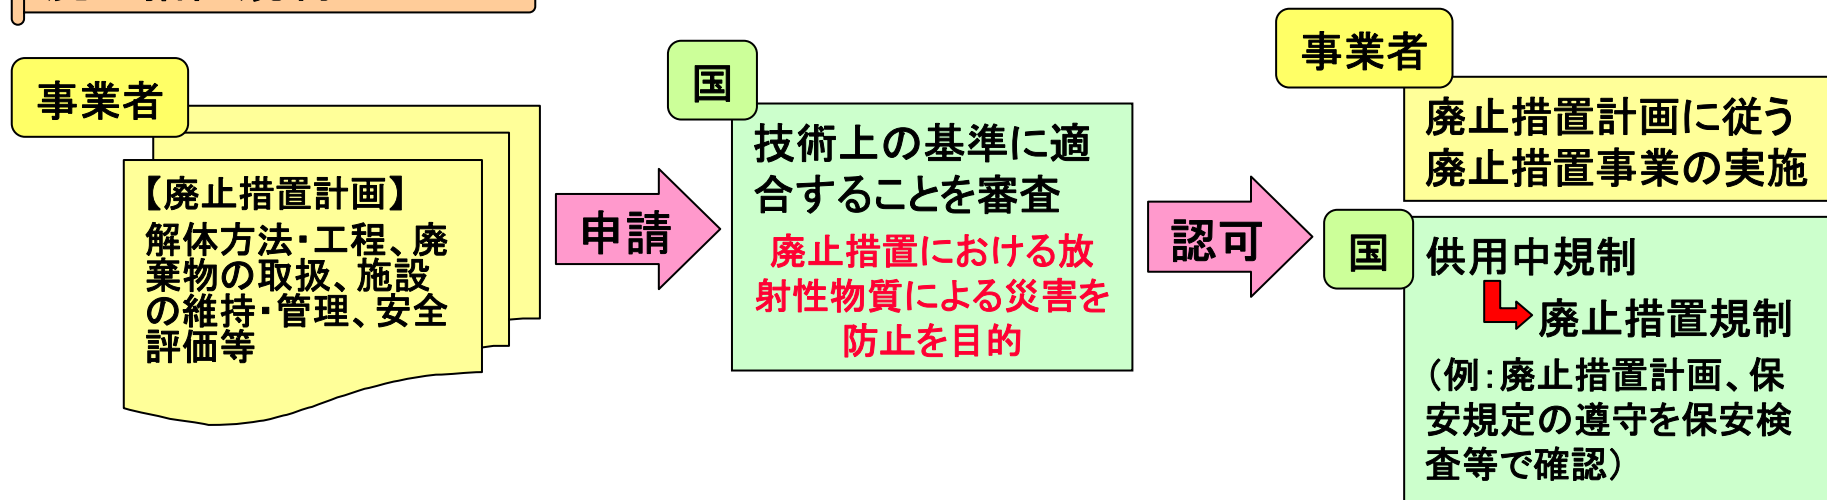 事業者
【廃止措置計画】
解体方法・工程、廃
棄物の取扱、施設
の維持・管理、安全
評価等
申請
国
技術上の基準に適
合することを審査
廃止措置における放
射性物質による災害を
防止を目的
認可
事業者
廃止措置計画に従う
廃止措置事業の実施
国
供用中規制
廃止措置規制
（例：廃止措置計画、保
安規定の遵守を保安検
査等で確認）